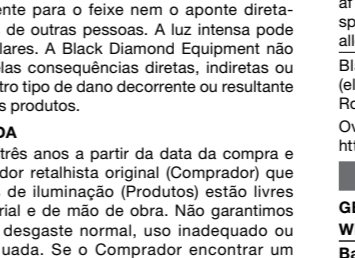 ente para o feixe nem o aponte direta-
de outras pessoas. A luz intensa pode
lares. A Black Diamond Equipment não
elas consequências diretas, indiretas ou
tro tipo de dano decorrente ou resultante
s produtos.
DA
três anos a partir da data da compra e
dor retalhista original (Comprador) que
s de iluminação (Produtos) estão livres
rial e de mão de obra. Não garantimos
desgaste normal, uso inadequado ou
quada. Se o Comprador encontrar um
af
sp
all
Bl
(el
Ro
Ov
htt
W
Ba